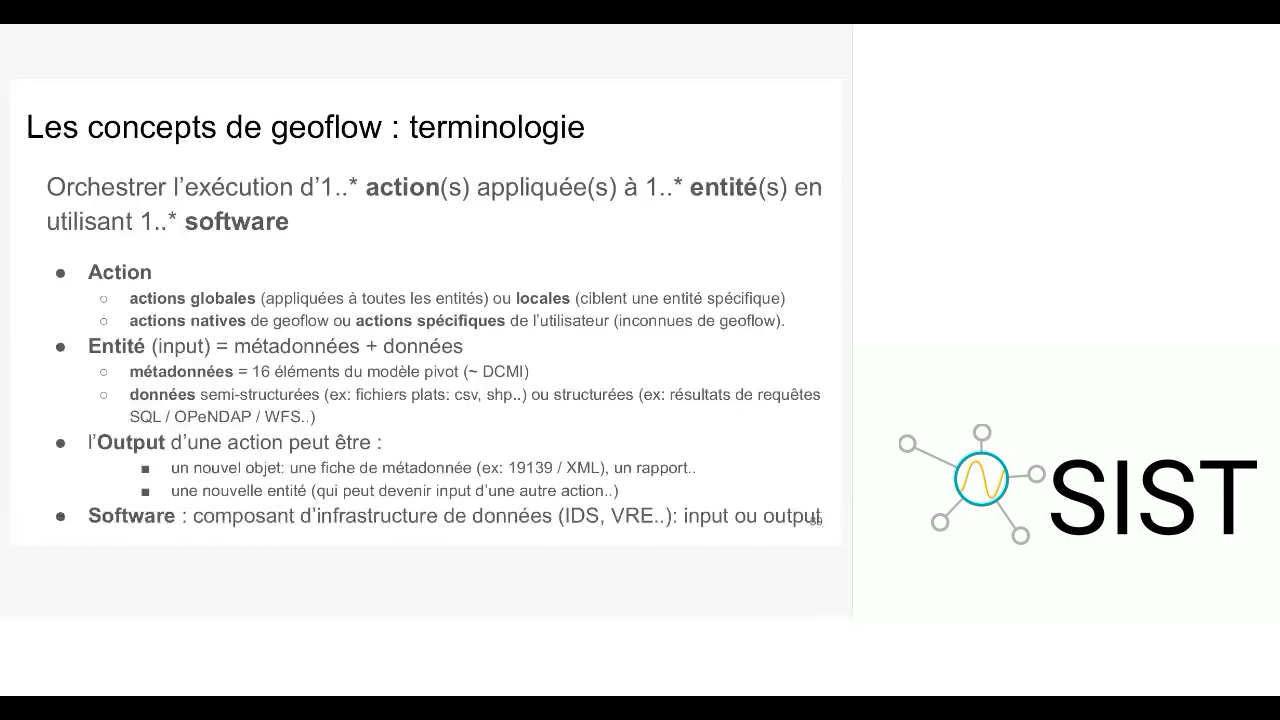 Les concepts de geoflow : terminologie
Orchestrer l’exécution d’1..* action(s) appliquée(s) à 1..* entité(s) en
utilisant 1..* software
● Action
○ actions globales (appliquées à toutes les entités) ou locales (ciblent une entité spécifique)
○ actions natives de geoflow ou actions spécifiques de l’utilisateur (inconnues de geoflow).
● Entité (input) = métadonnées + données
○ métadonnées = 16 éléments du modèle pivot (~ DCMI)
○ données semi-structurées (ex: fichiers plats: csv, shp..) ou structurées (ex: résultats de requêtes
SQL / OPeNDAP / WFS..)
● l’Output d’une action peut être :
■ un nouvel objet: une fiche de métadonnée (ex: 19139 / XML), un rapport..
■ une nouvelle entité (qui peut devenir input d’une autre action..)
● Software : composant d’infrastructure de données (IDS, VRE..): input ou output
SIST